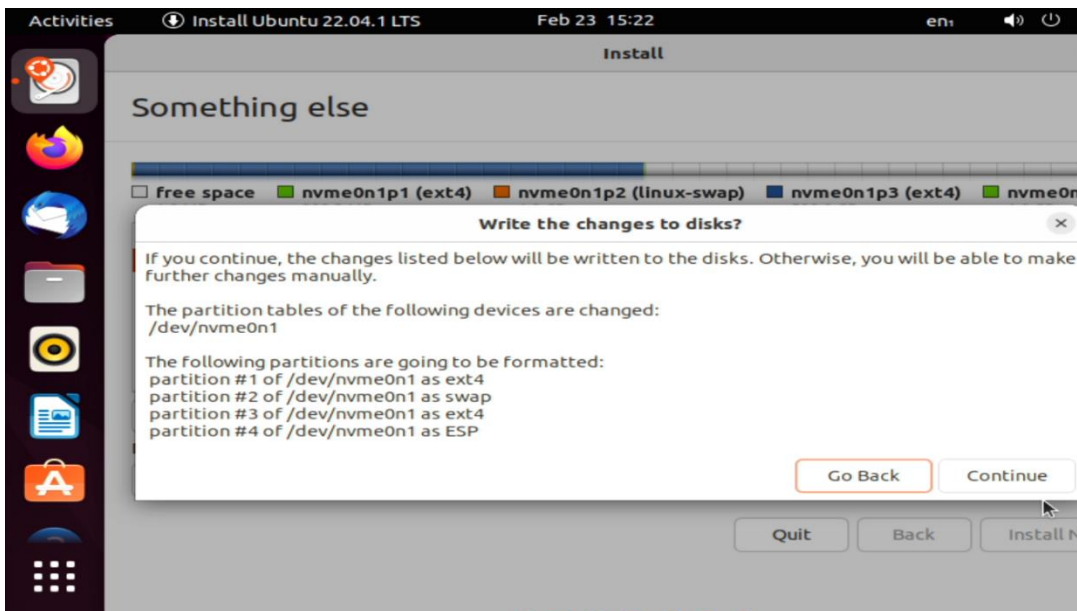 Activities Install Ubuntu 22.04.1 LTS Feb 23 15:22 en₁
Install
Something else
free space nvme0n1p1 (ext4) nvme0n1p2 (linux-swap) nvme0n1p3 (ext4) nvme0n
Write the changes to disks?
If you continue, the changes listed below will be written to the disks. Otherwise, you will be able to make
further changes manually.
The partition tables of the following devices are changed:
/dev/nvme0n1
The following partitions are going to be formatted:
partition #1 of /dev/nvme0n1 as ext4
partition #2 of /dev/nvme0n1 as swap
partition #3 of /dev/nvme0n1 as ext4
partition #4 of /dev/nvme0n1 as ESP
Go Back Continue
Quit Back Install N